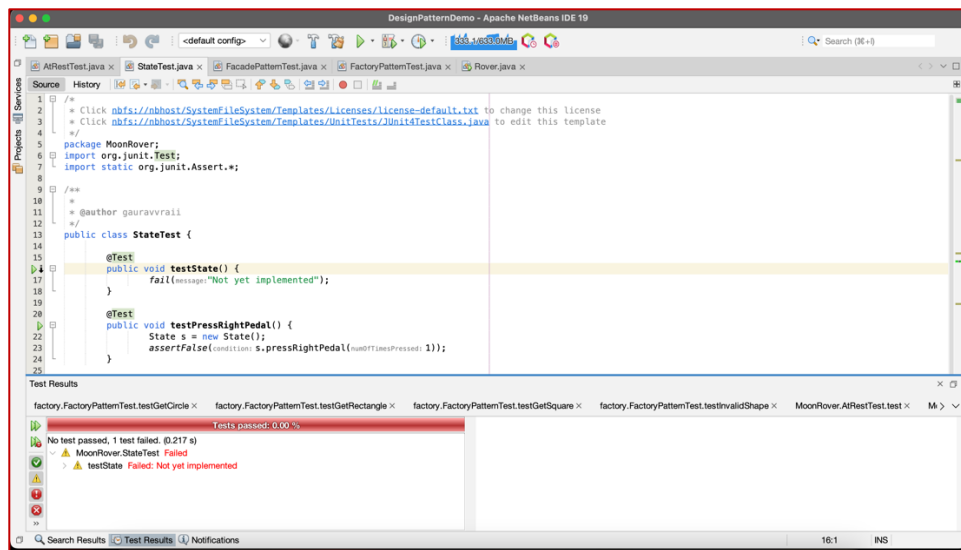 DesignPatternDemo - Apache NetBeans IDE 19
<default config>
333.1/633.0MB
Search (⌘+I)
AtRestTest.java × StateTest.java × FacadePatternTest.java × FactoryPatternTest.java × Rover.java ×
Source History
Services
Projects
1 /*
2 * Click nbfs://nbhost/SystemFileSystem/Templates/Licenses/license-default.txt to change this license
3 * Click nbfs://nbhost/SystemFileSystem/Templates/UnitTests/JUnit4TestClass.java to edit this template
4 */
5 package MoonRover;
6 import org.junit.Test;
7 import static org.junit.Assert.*;
8
9 /**
10 *
11 * @author gauravvraii
12 */
13 public class StateTest {
14
15 @Test
public void testState() {
17 fail(message:"Not yet implemented");
18 }
19
20 @Test
public void testPressRightPedal() {
22 State s = new State();
23 assertFalse(condition: s.pressRightPedal(numOfTimesPressed: 1));
24 }
25
Test Results
factory.FactoryPatternTest.testGetCircle × factory.FactoryPatternTest.testGetRectangle × factory.FactoryPatternTest.testGetSquare × factory.FactoryPatternTest.testInvalidShape × MoonRover.AtRestTest.test ×
Tests passed: 0.00 %
No test passed, 1 test failed. (0.217 s)
MoonRover.StateTest Failed
testState Failed: Not yet implemented
Search Results Test Results Notifications 16:1 INS